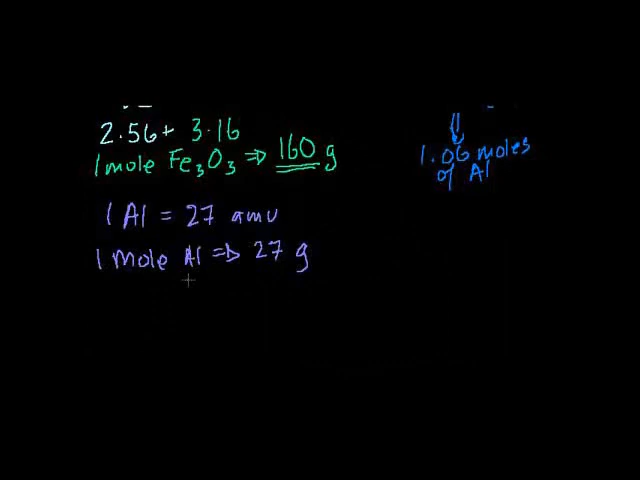 2.56+ 3.16
1 mole Fe3O3 ⇒ 160 g
1.06 moles
of Al
1 Al = 27 amu
1 Mole Al ⇒ 27 g